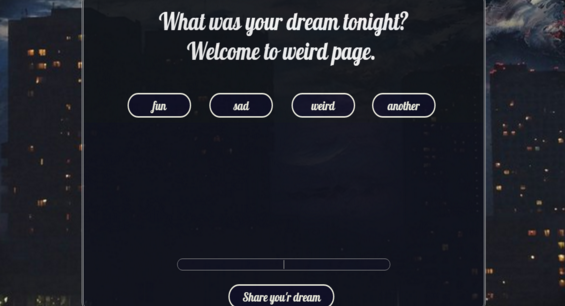 What was your dream tonight?
Welcome to weird page.
fun sad weird another
Share you'r dream